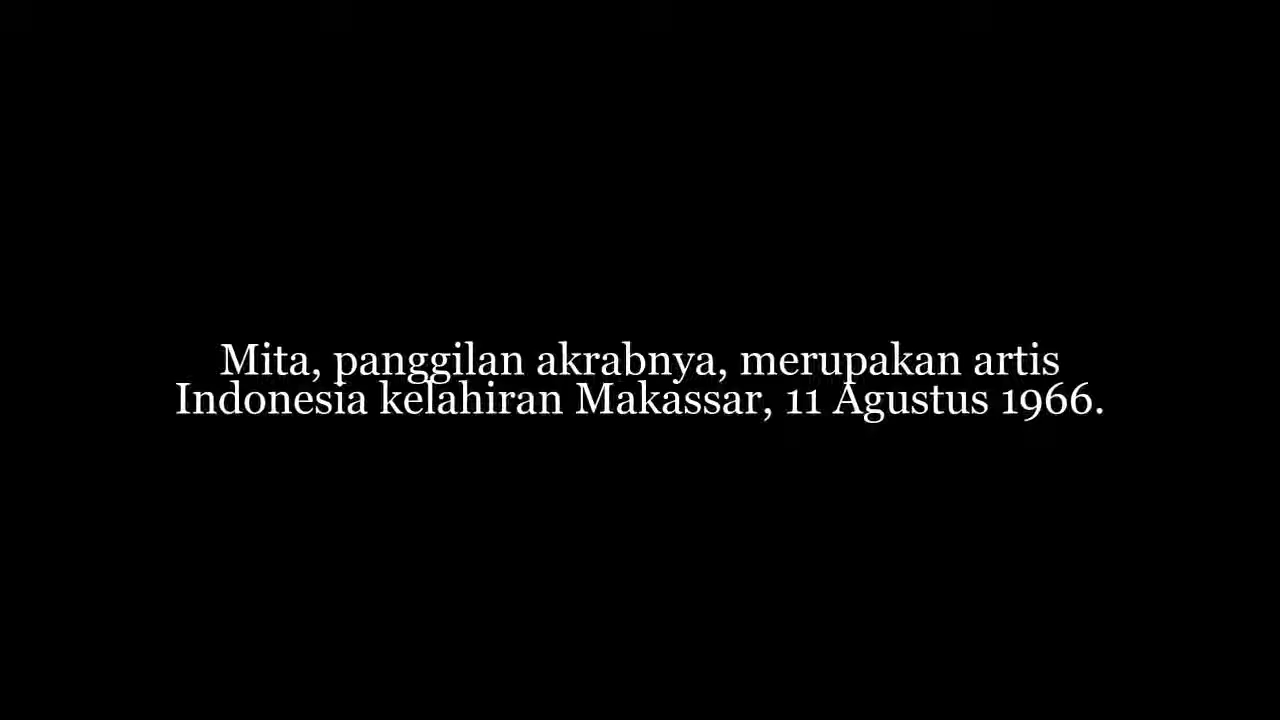 Mita, panggilan akrabnya, merupakan artis
Indonesia kelahiran Makassar, 11 Agustus 1966.